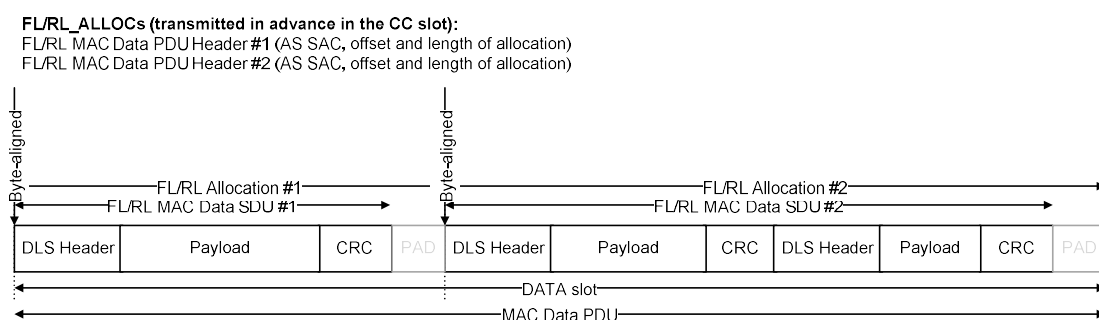 FL/RL_ALLOCs (transmitted in advance in the CC slot):
FL/RL MAC Data PDU Header #1 (AS SAC, offset and length of allocation)
FL/RL MAC Data PDU Header #2 (AS SAC, offset and length of allocation)
Byte-aligned
Byte-aligned
FL/RL Allocation #1
FL/RL Allocation #2
FL/RL MAC Data SDU #1
FL/RL MAC Data SDU #2
DLS Header Payload CRC PAD DLS Header Payload CRC DLS Header Payload CRC PAD
DATA slot
MAC Data PDU